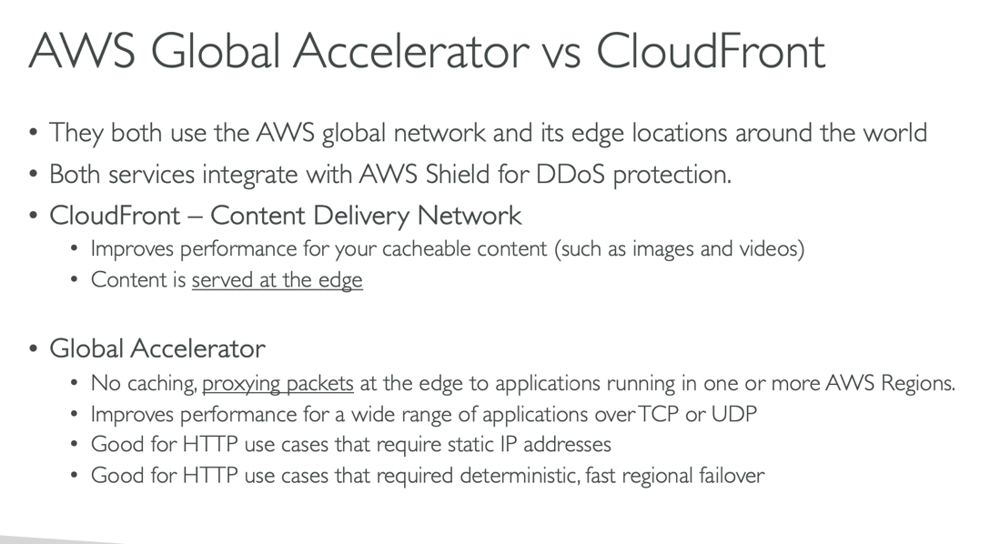 AWS Global Accelerator vs CloudFront
• They both use the AWS global network and its edge locations around the world
• Both services integrate with AWS Shield for DDoS protection.
• CloudFront – Content Delivery Network
• Improves performance for your cacheable content (such as images and videos)
• Content is served at the edge
• Global Accelerator
• No caching, proxying packets at the edge to applications running in one or more AWS Regions.
• Improves performance for a wide range of applications over TCP or UDP
• Good for HTTP use cases that require static IP addresses
• Good for HTTP use cases that required deterministic, fast regional failover